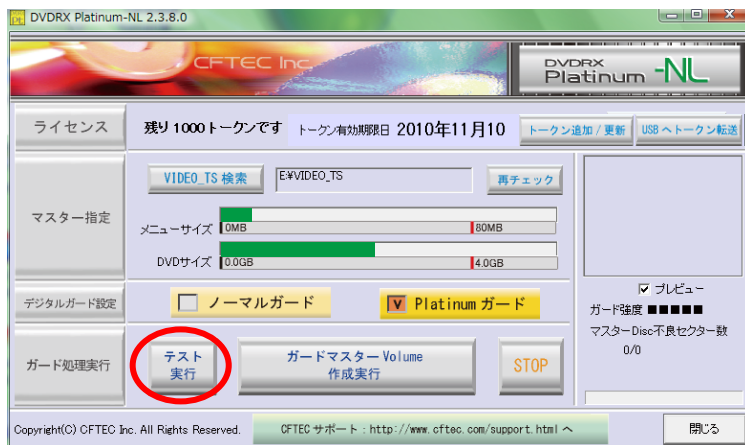 DVDRX Platinum-NL 2.3.8.0
CFTEC Inc.
DVDRX
Platinum -NL
ライセンス
残り 1000 トークンです トークン有効期限日 2010年11月10
トークン追加 / 更新
USB へトークン転送
マスター指定
VIDEO_TS 検索
E:¥VIDEO_TS
再チェック
メニューサイズ 0MB 80MB
DVDサイズ 0.0GB 4.0GB
プレビュー
デジタルガード設定
ノーマルガード
V Platinum ガード
ガード強度 ■■■■■
マスターDisc不良セクター数
0/0
ガード処理実行
テスト
実行
ガードマスター Volume
作成実行
STOP
Copyright(C) CFTEC Inc. All Rights Reserved.
CFTEC サポート : http://www.cftec.com/support.html へ
閉じる